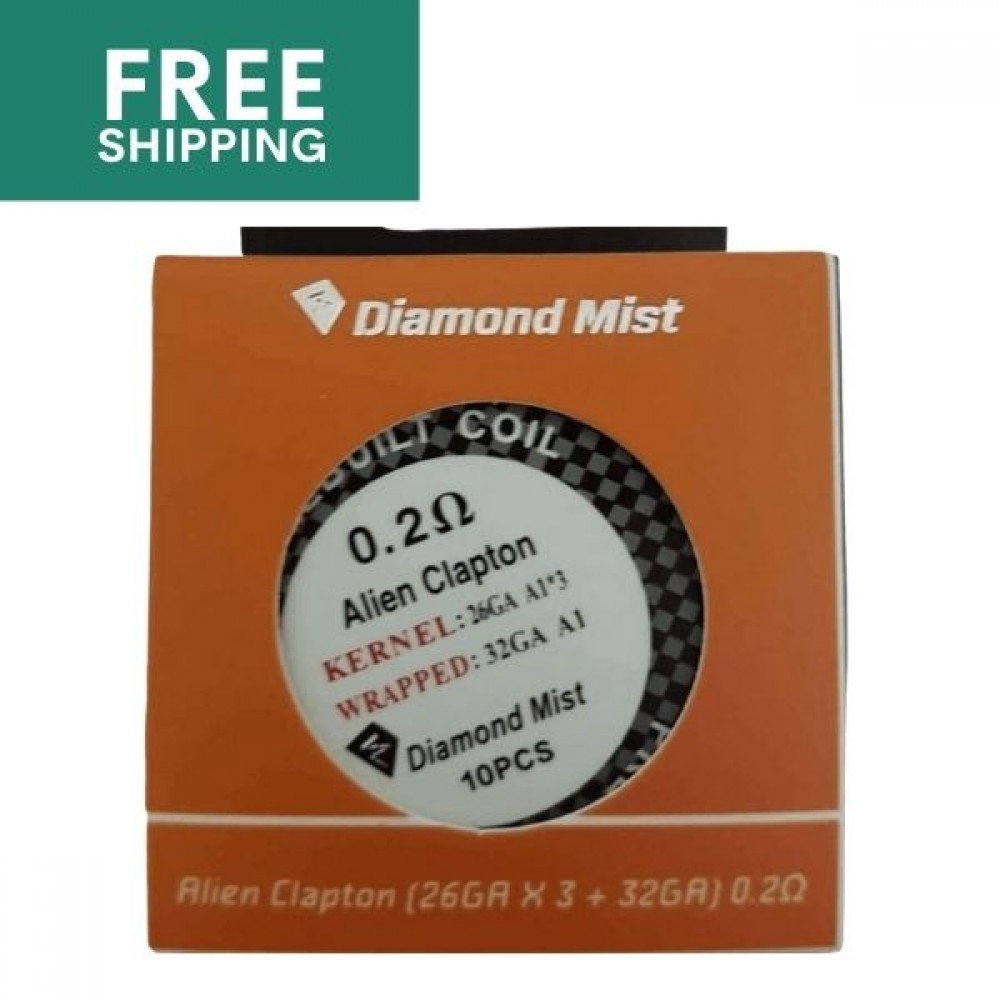 FREE
SHIPPING
Diamond Mist
COIL
0.2Ω
Alien Clapton
KERNEL: 26GA A1*3
WRAPPED: 32GA A1
Diamond Mist
10PCS
Alien Clapton (26GA X 3 + 32GA) 0.2Ω